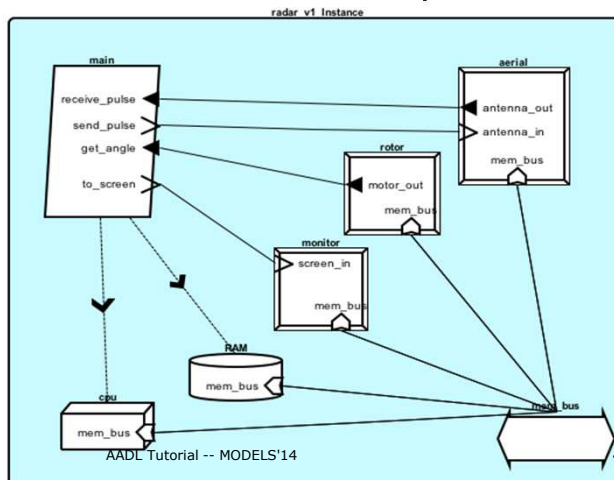 radar_v1_Instance
main
receive_pulse
send_pulse
get_angle
to_screen
aerial
antenna_out
antenna_in
mem_bus
rotor
motor_out
mem_bus
monitor
screen_in
mem_bus
RAM
mem_bus
cpu
mem_bus
mem_bus
AADL Tutorial -- MODELS'14